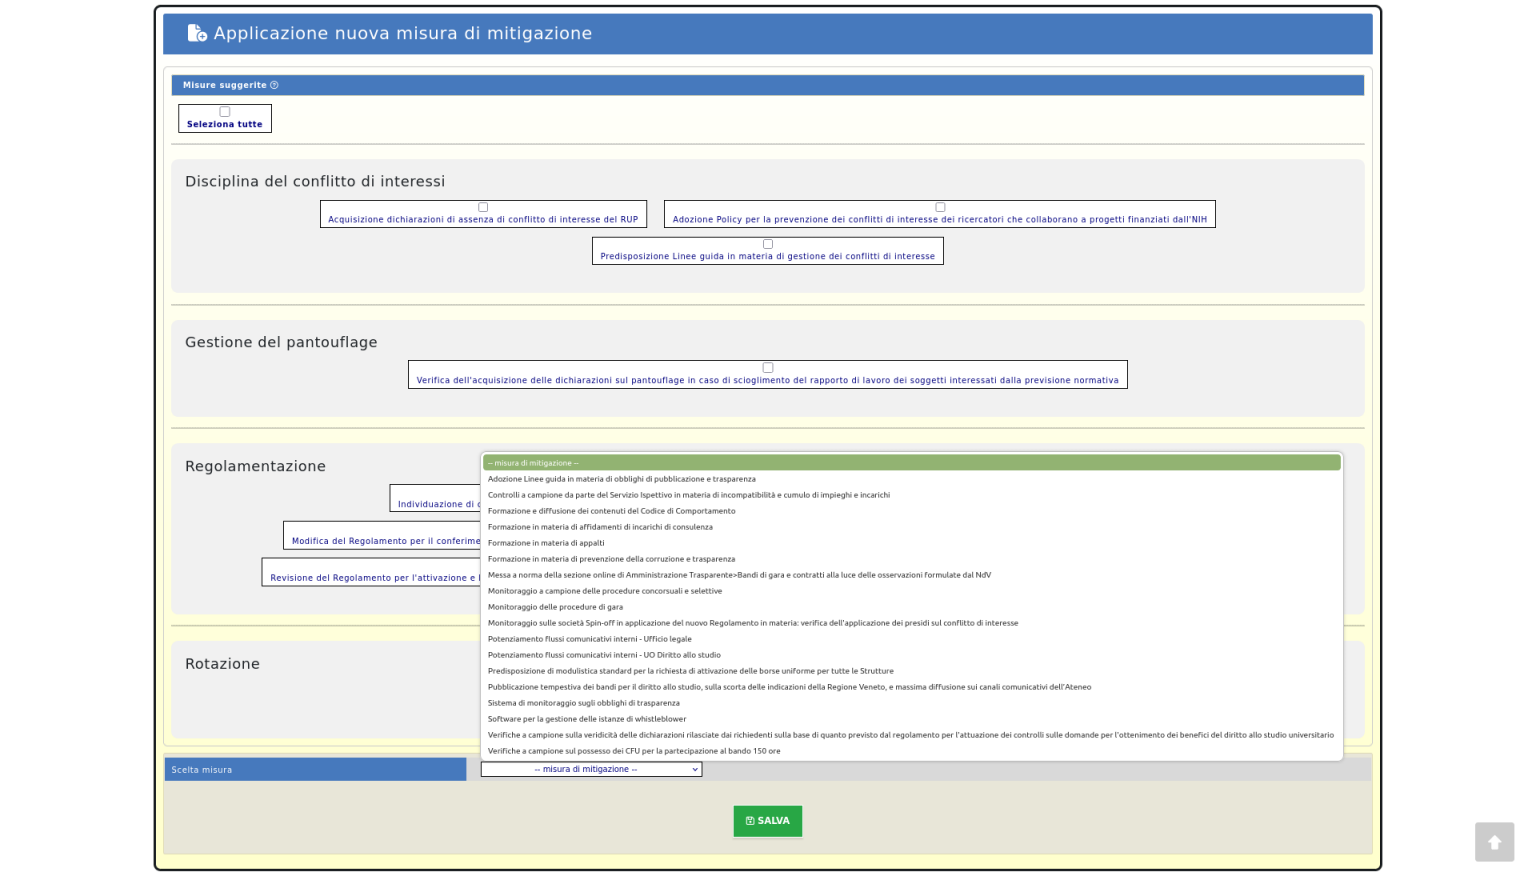 Applicazione nuova misura di mitigazione
Misure suggerite
Seleziona tutte
Disciplina del conflitto di interessi
Acquisizione dichiarazioni di assenza di conflitto di interesse del RUP
Adozione Policy per la prevenzione dei conflitti di interesse dei ricercatori che collaborano a progetti finanziati dall'NIH
Predisposizione Linee guida in materia di gestione dei conflitti di interesse
Gestione del pantouflage
Verifica dell'acquisizione delle dichiarazioni sul pantouflage in caso di scioglimento del rapporto di lavoro dei soggetti interessati dalla previsione normativa
Regolamentazione
Individuazione di
Modifica del Regolamento per il conferime
Revisione del Regolamento per l'attivazione e
Rotazione
-- misura di mitigazione --
Adozione Linee guida in materia di obblighi di pubblicazione e trasparenza
Controlli a campione da parte del Servizio Ispettivo in materia di incompatibilità e cumulo di impieghi e incarichi
Formazione e diffusione dei contenuti del Codice di Comportamento
Formazione in materia di affidamenti di incarichi di consulenza
Formazione in materia di appalti
Formazione in materia di prevenzione della corruzione e trasparenza
Messa a norma della sezione online di Amministrazione Trasparente>Bandi di gara e contratti alla luce delle osservazioni formulate dal NdV
Monitoraggio a campione delle procedure concorsuali e selettive
Monitoraggio delle procedure di gara
Monitoraggio sulle società Spin-off in applicazione del nuovo Regolamento in materia: verifica dell'applicazione dei presidi sul conflitto di interesse
Potenziamento flussi comunicativi interni - Ufficio legale
Potenziamento flussi comunicativi interni - UO Diritto allo studio
Predisposizione di modulistica standard per la richiesta di attivazione delle borse uniforme per tutte le Strutture
Pubblicazione tempestiva dei bandi per il diritto allo studio, sulla scorta delle indicazioni della Regione Veneto, e massima diffusione sui canali comunicativi dell'Ateneo
Sistema di monitoraggio sugli obblighi di trasparenza
Software per la gestione delle istanze di whistleblower
Verifiche a campione sulla veridicità delle dichiarazioni rilasciate dai richiedenti sulla base di quanto previsto dal regolamento per l'attuazione dei controlli sulle domande per l'ottenimento dei benefici del diritto allo studio universitario
Verifiche a campione sul possesso dei CFU per la partecipazione al bando 150 ore
Scelta misura
-- misura di mitigazione --
SALVA